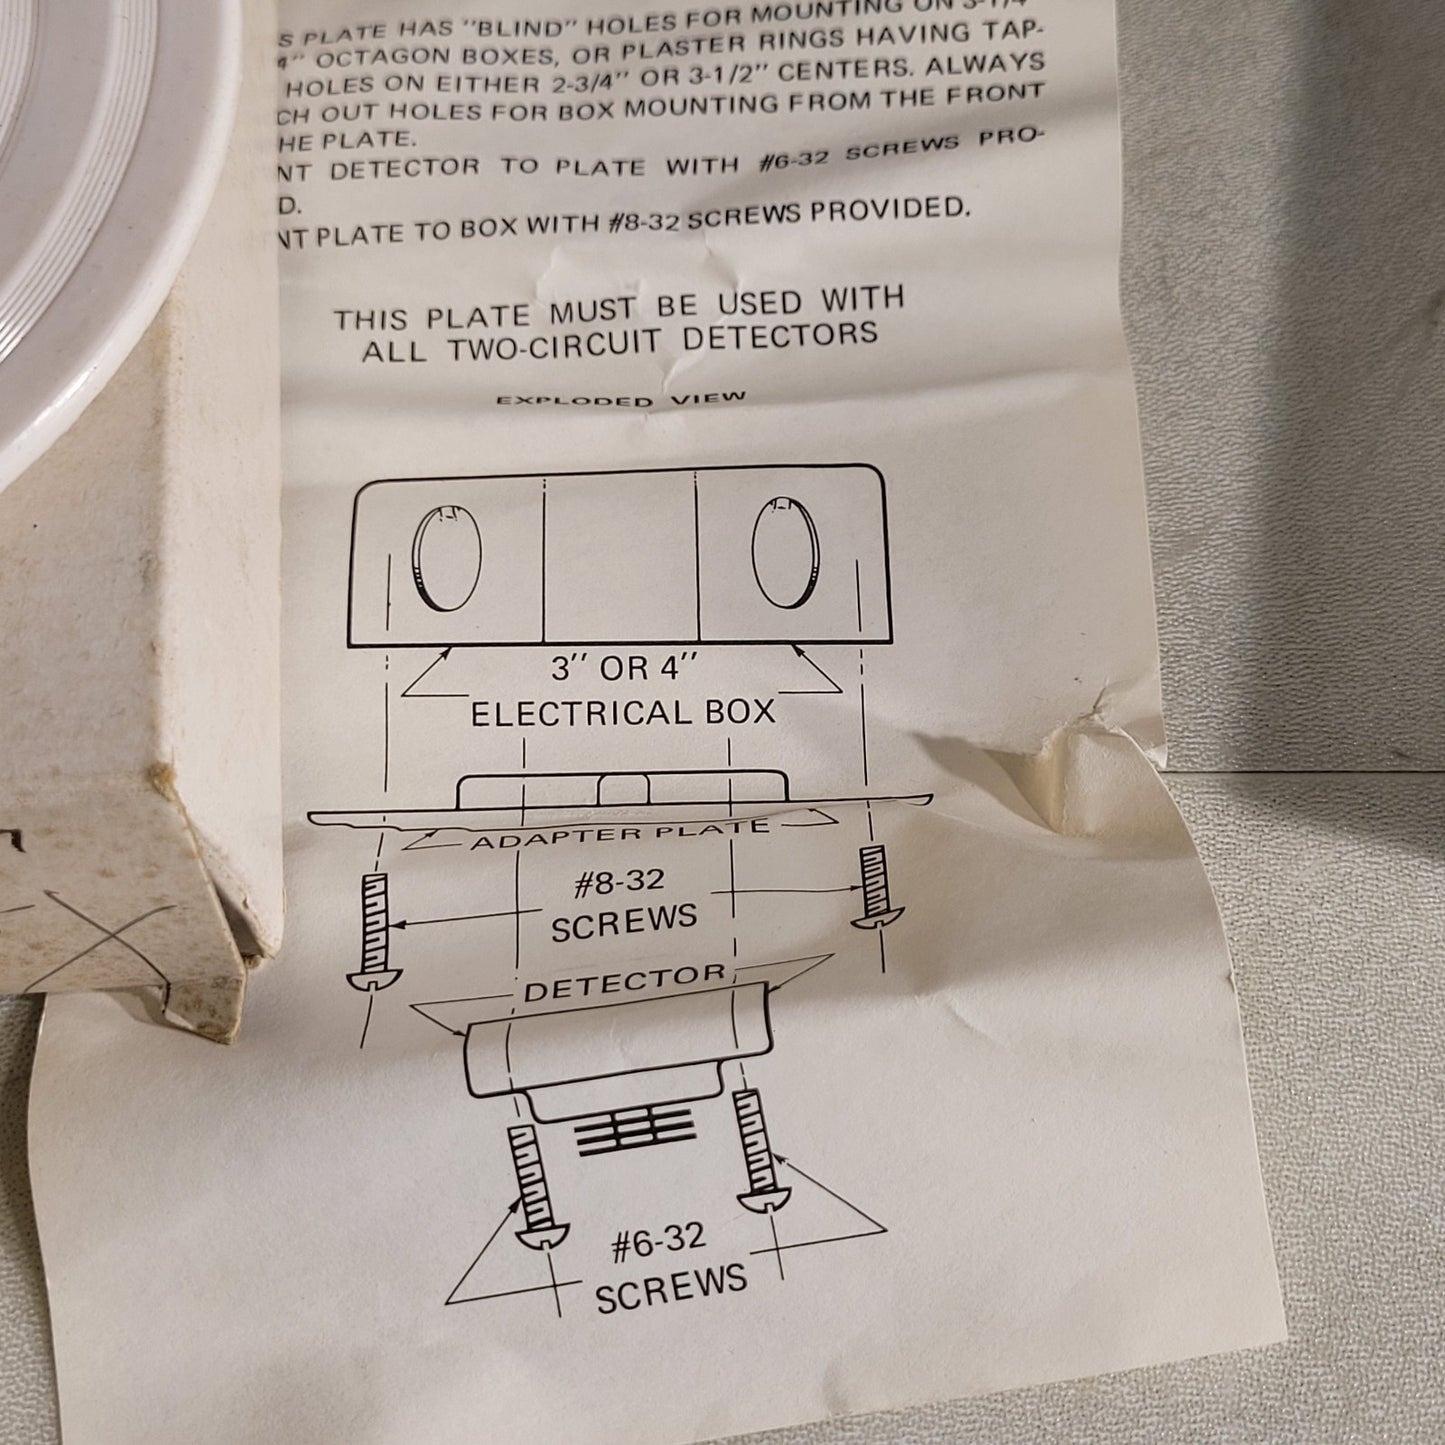 PLATE HAS "BLIND" HOLES FOR MOUNTING ON 3-1/4"
4" OCTAGON BOXES, OR PLASTER RINGS HAVING TAP-
HOLES ON EITHER 2-3/4" OR 3-1/2" CENTERS. ALWAYS
CH OUT HOLES FOR BOX MOUNTING FROM THE FRONT
HE PLATE.
NT DETECTOR TO PLATE WITH #6-32 SCREWS PRO-
D.
NT PLATE TO BOX WITH #8-32 SCREWS PROVIDED.
THIS PLATE MUST BE USED WITH
ALL TWO-CIRCUIT DETECTORS
EXPLODED VIEW
3" OR 4"
ELECTRICAL BOX
ADAPTER PLATE
#8-32
SCREWS
DETECTOR
#6-32
SCREWS